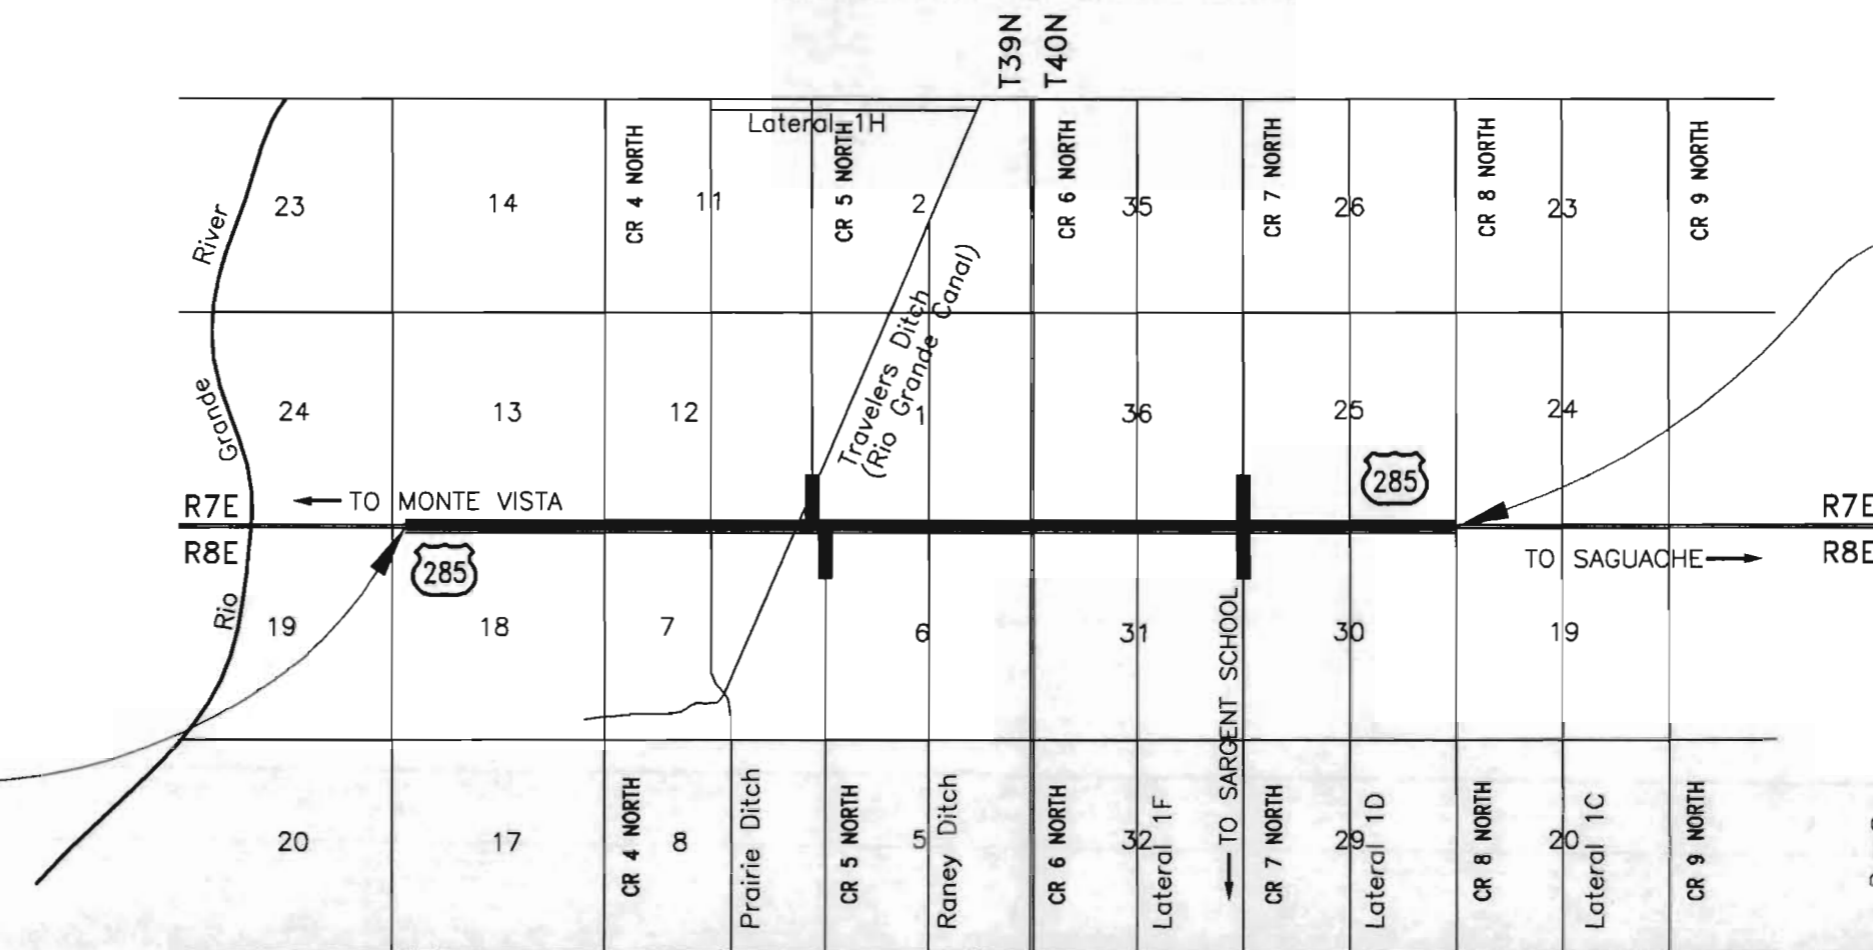 T39N
T40N
Lateral 1H
CR 4 NORTH
CR 5 NORTH
CR 6 NORTH
CR 7 NORTH
CR 8 NORTH
CR 9 NORTH
23
14
11
2
35
26
23
River
Grande
Rio
Travelers Ditch
(Rio Grande Canal)
24
13
12
1
36
25
24
285
R7E
TO MONTE VISTA
R7E
R8E
285
TO SAGUACHE
R8E
19
18
7
6
31
30
19
TO SARGENT SCHOOL
20
17
CR 4 NORTH
8
Prairie Ditch
CR 5 NORTH
5
Raney Ditch
CR 6 NORTH
32
Lateral 1F
CR 7 NORTH
29
Lateral 1D
CR 8 NORTH
20
Lateral 1C
CR 9 NORTH